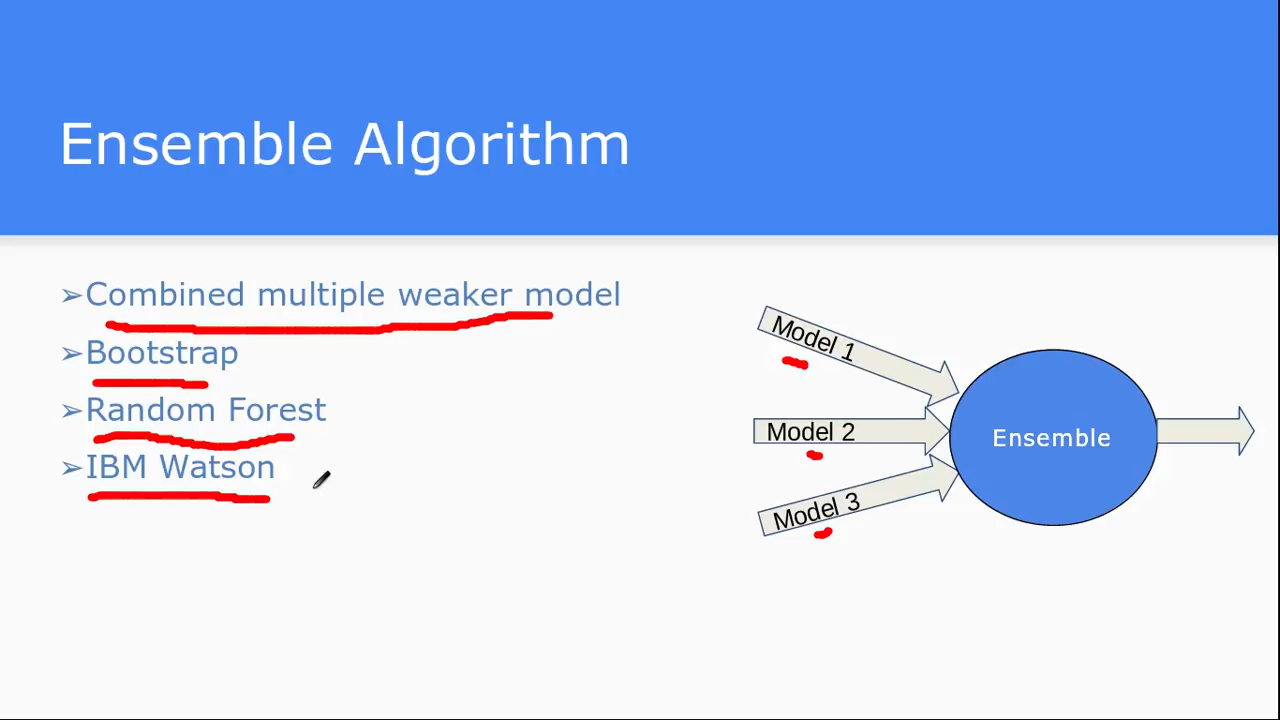 Ensemble Algorithm
➢Combined multiple weaker model
➢Bootstrap
➢Random Forest
➢IBM Watson
Model 1
Model 2
Model 3
Ensemble